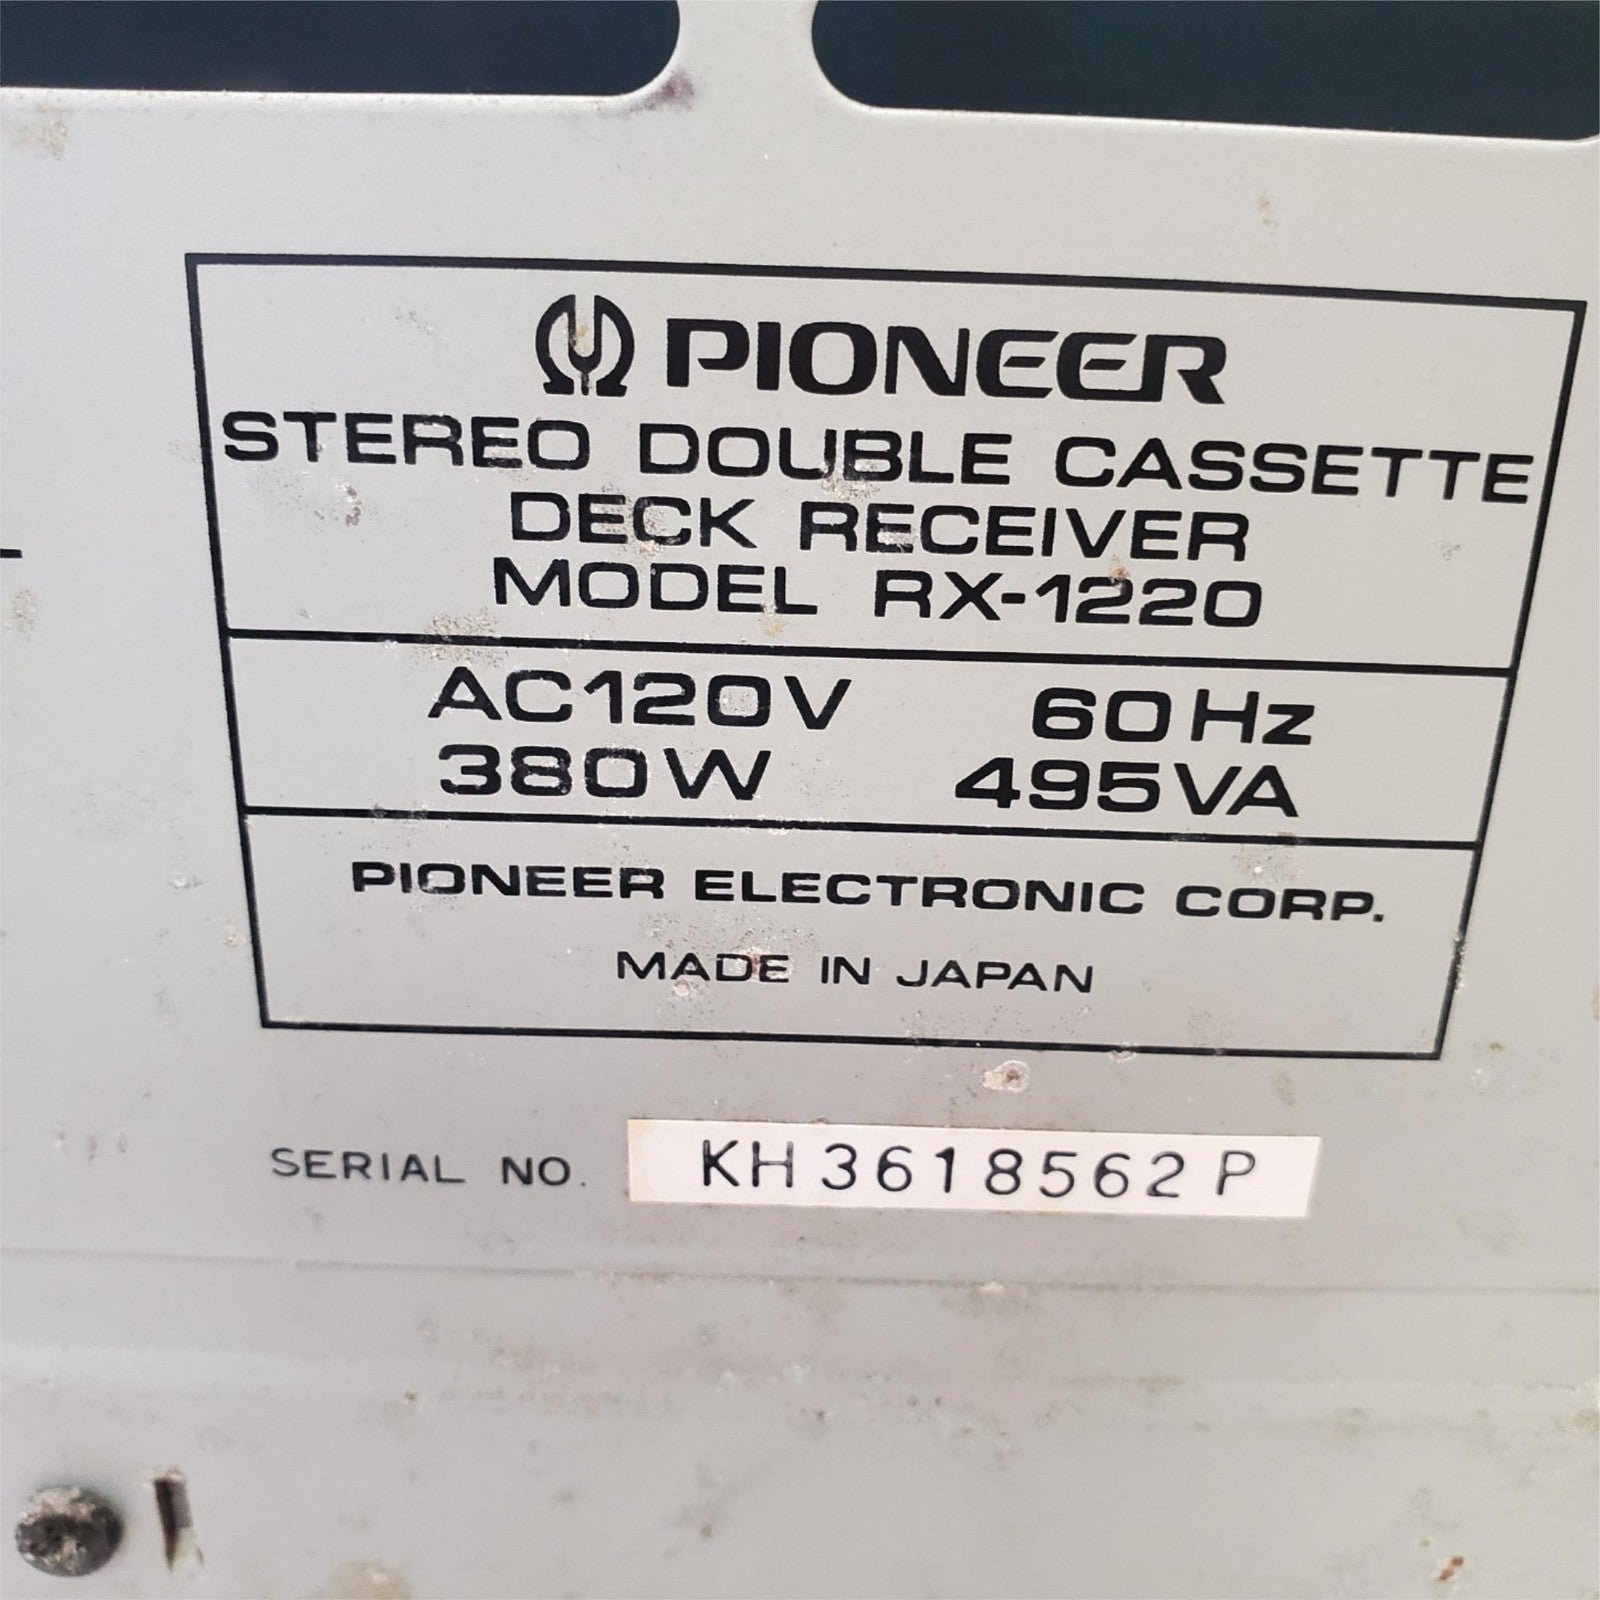 PIONEER
STEREO DOUBLE CASSETTE
DECK RECEIVER
MODEL RX-1220
AC120V 60Hz
380W 495VA
PIONEER ELECTRONIC CORP.
MADE IN JAPAN
SERIAL NO. KH3618562P